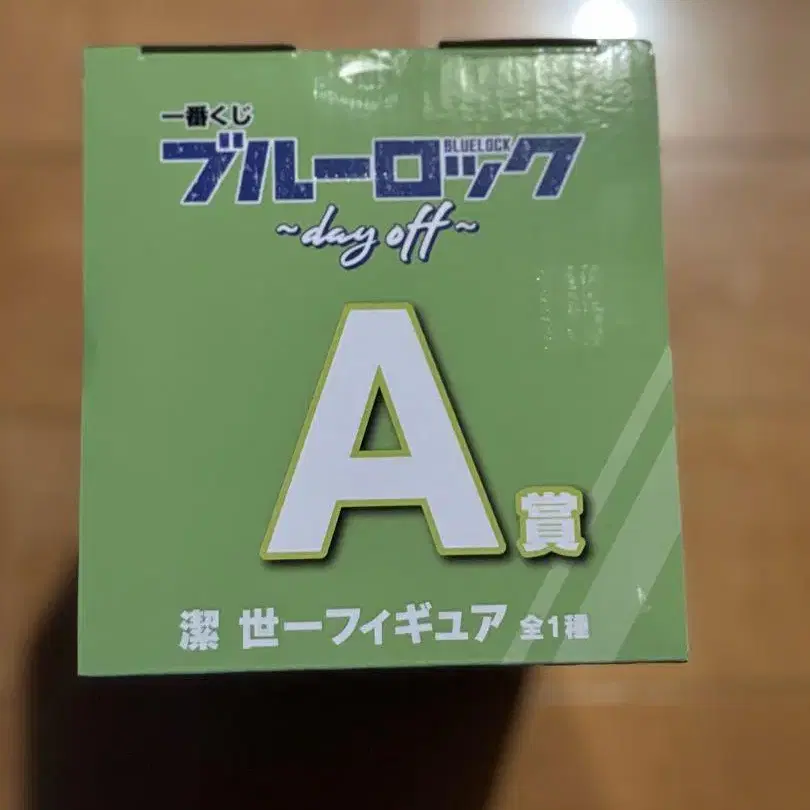 一番くじ
ブルーロック
BLUELOCK
~day off~
A賞
潔 世一フィギュア 全1種